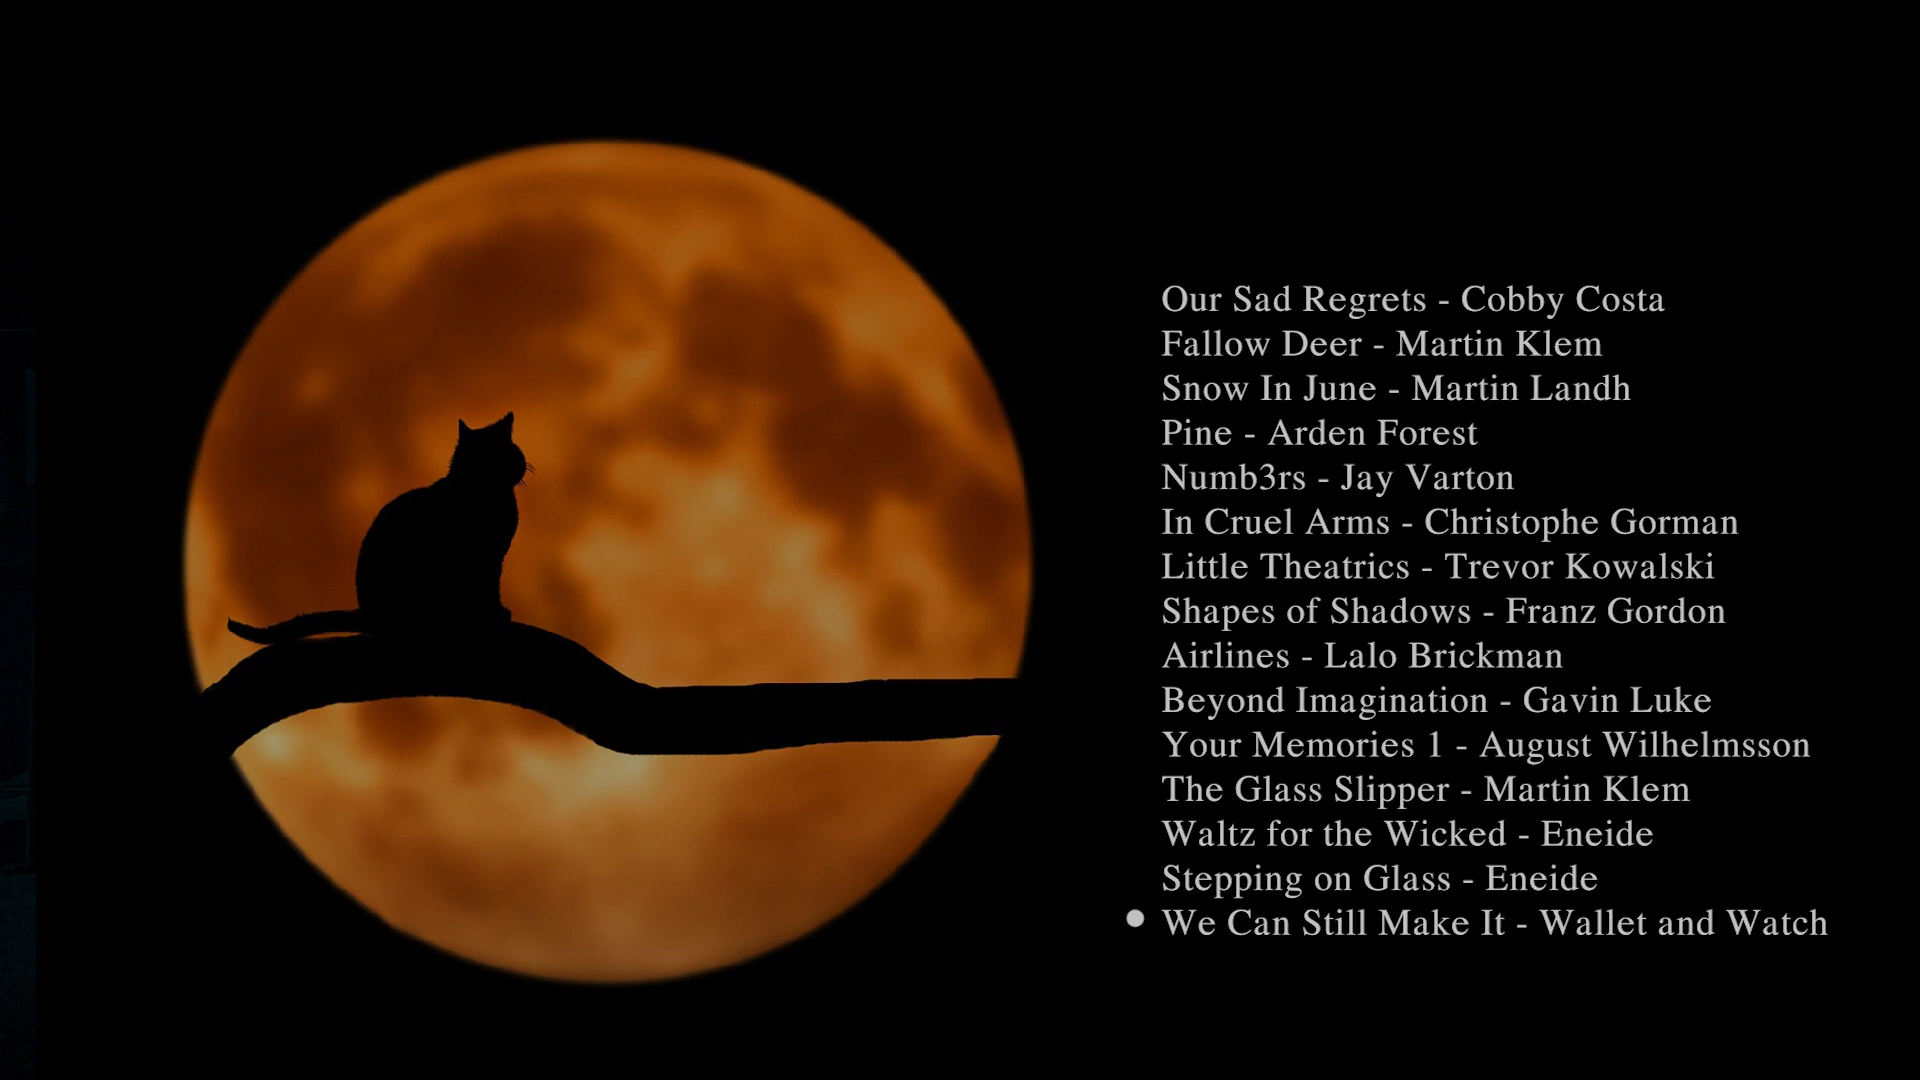 Our Sad Regrets - Cobby Costa
Fallow Deer - Martin Klem
Snow In June - Martin Landh
Pine - Arden Forest
Numb3rs - Jay Varton
In Cruel Arms - Christophe Gorman
Little Theatrics - Trevor Kowalski
Shapes of Shadows - Franz Gordon
Airlines - Lalo Brickman
Beyond Imagination - Gavin Luke
Your Memories 1 - August Wilhelmsson
The Glass Slipper - Martin Klem
Waltz for the Wicked - Eneide
Stepping on Glass - Eneide
• We Can Still Make It - Wallet and Watch